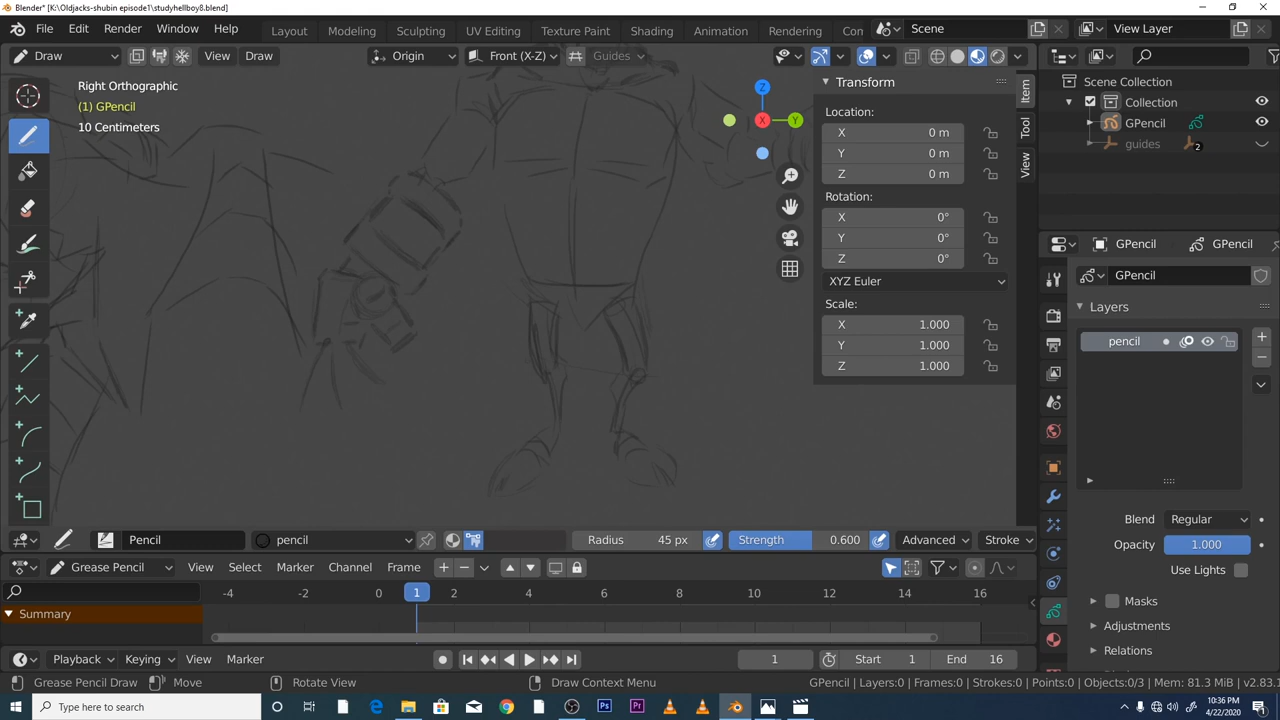 Blender* [K:\Oldjacks-shubin episode1\studyhellboy8.blend]
File Edit Render Window Help Layout Modeling Sculpting UV Editing Texture Paint Shading Animation Rendering Scene View Layer
Draw View Draw Origin Front (X-Z) Guides
Right Orthographic
(1) GPencil
10 Centimeters
Z
X
Y
Transform
Location:
X 0 m
Y 0 m
Z 0 m
Rotation:
X 0°
Y 0°
Z 0°
XYZ Euler
Scale:
X 1.000
Y 1.000
Z 1.000
Item
Tool
View
Scene Collection
Collection
GPencil
guides 2
GPencil GPencil
GPencil
Layers
pencil
Blend Regular
Opacity 1.000
Use Lights
Masks
Adjustments
Relations
Pencil pencil Radius 45 px Strength 0.600 Advanced Stroke
Grease Pencil View Select Marker Channel Frame
-4 -2 0 1 2 4 6 8 10 12 14 16
Summary
Playback Keying View Marker 1 Start 1 End 16
Grease Pencil Draw Move Rotate View Draw Context Menu GPencil | Layers:0 | Frames:0 | Strokes:0 | Points:0 | Objects:0/3 | Mem: 81.3 MiB | v2.83.1
Type here to search
10:36 PM
4/22/2020